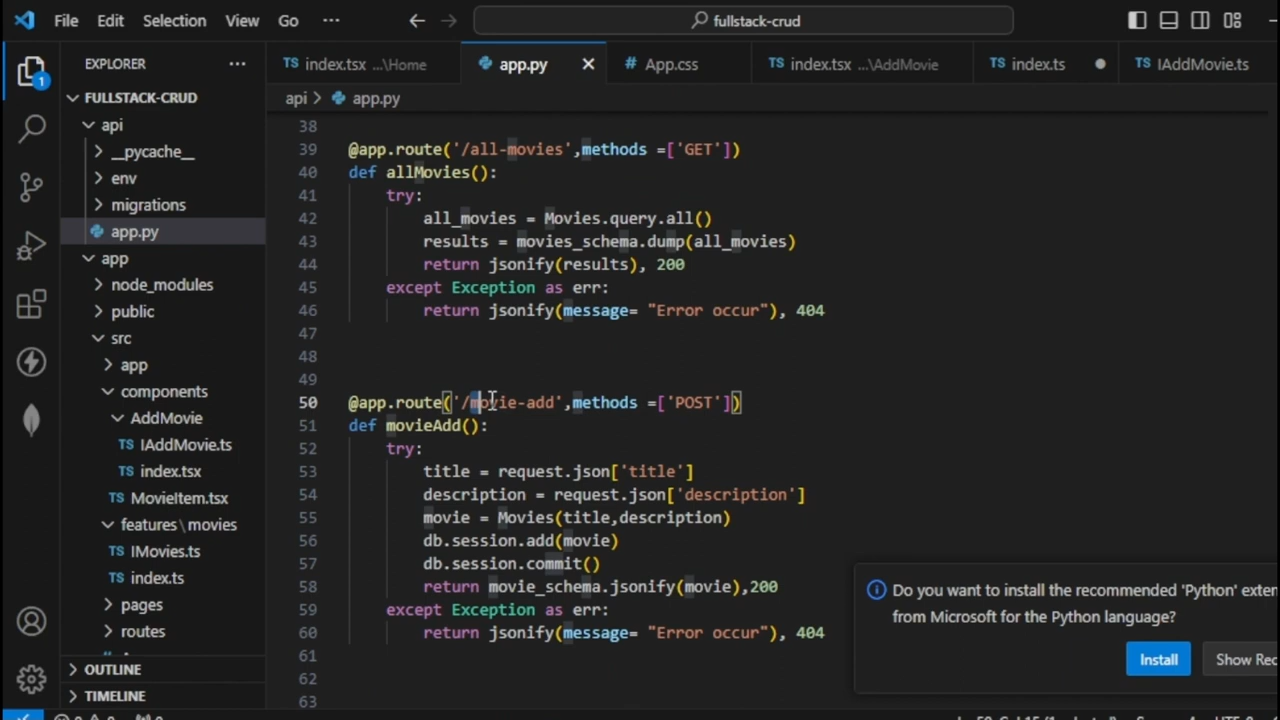 File Edit Selection View Go ··· fullstack-crud
EXPLORER ···
index.tsx ...\Home app.py App.css index.tsx ...\AddMovie index.ts IAddMovie.ts
1
FULLSTACK-CRUD
api > app.py
api
__pycache__
env
migrations
app.py
app
node_modules
public
src
app
components
AddMovie
IAddMovie.ts
index.tsx
MovieItem.tsx
features\movies
IMovies.ts
index.ts
pages
routes
OUTLINE
TIMELINE
38
39 @app.route('/all-movies',methods =['GET'])
40 def allMovies():
41 try:
42 all_movies = Movies.query.all()
43 results = movies_schema.dump(all_movies)
44 return jsonify(results), 200
45 except Exception as err:
46 return jsonify(message= "Error occur"), 404
47
48
49
50 @app.route('/movie-add',methods =['POST'])
51 def movieAdd():
52 try:
53 title = request.json['title']
54 description = request.json['description']
55 movie = Movies(title,description)
56 db.session.add(movie)
57 db.session.commit()
58 return movie_schema.jsonify(movie),200
59 except Exception as err:
60 return jsonify(message= "Error occur"), 404
61
62
63
Do you want to install the recommended 'Python' exten
from Microsoft for the Python language?
Install Show Rec